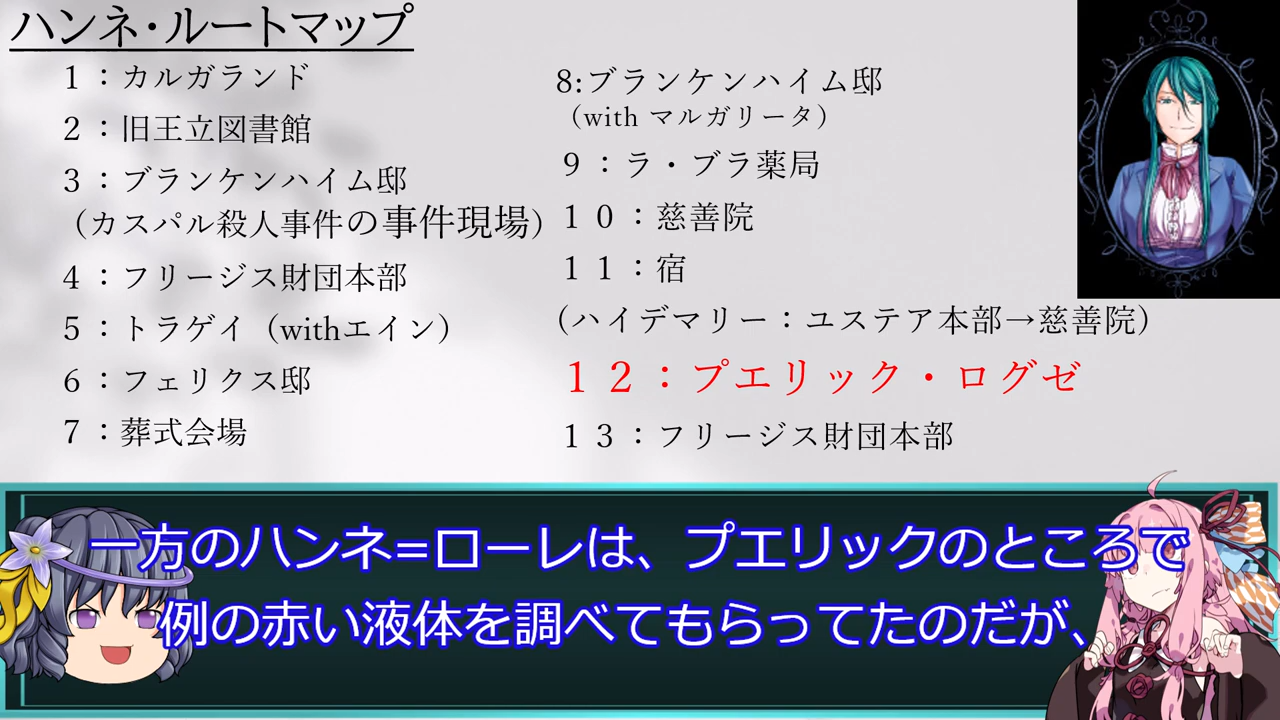 ハンネ・ルートマップ
１：カルガランド
２：旧王立図書館
３：ブランケンハイム邸
（カスパル殺人事件の事件現場）
４：フリージス財団本部
５：トラゲイ（withエイン）
６：フェリクス邸
７：葬式会場
8:ブランケンハイム邸
（with マルガリータ）
９：ラ・ブラ薬局
１０：慈善院
１１：宿
（ハイデマリー：ユステア本部→慈善院）
１２：プエリック・ログゼ
１３：フリージス財団本部
一方のハンネ=ローレは、プエリックのところで
例の赤い液体を調べてもらってたのだが、